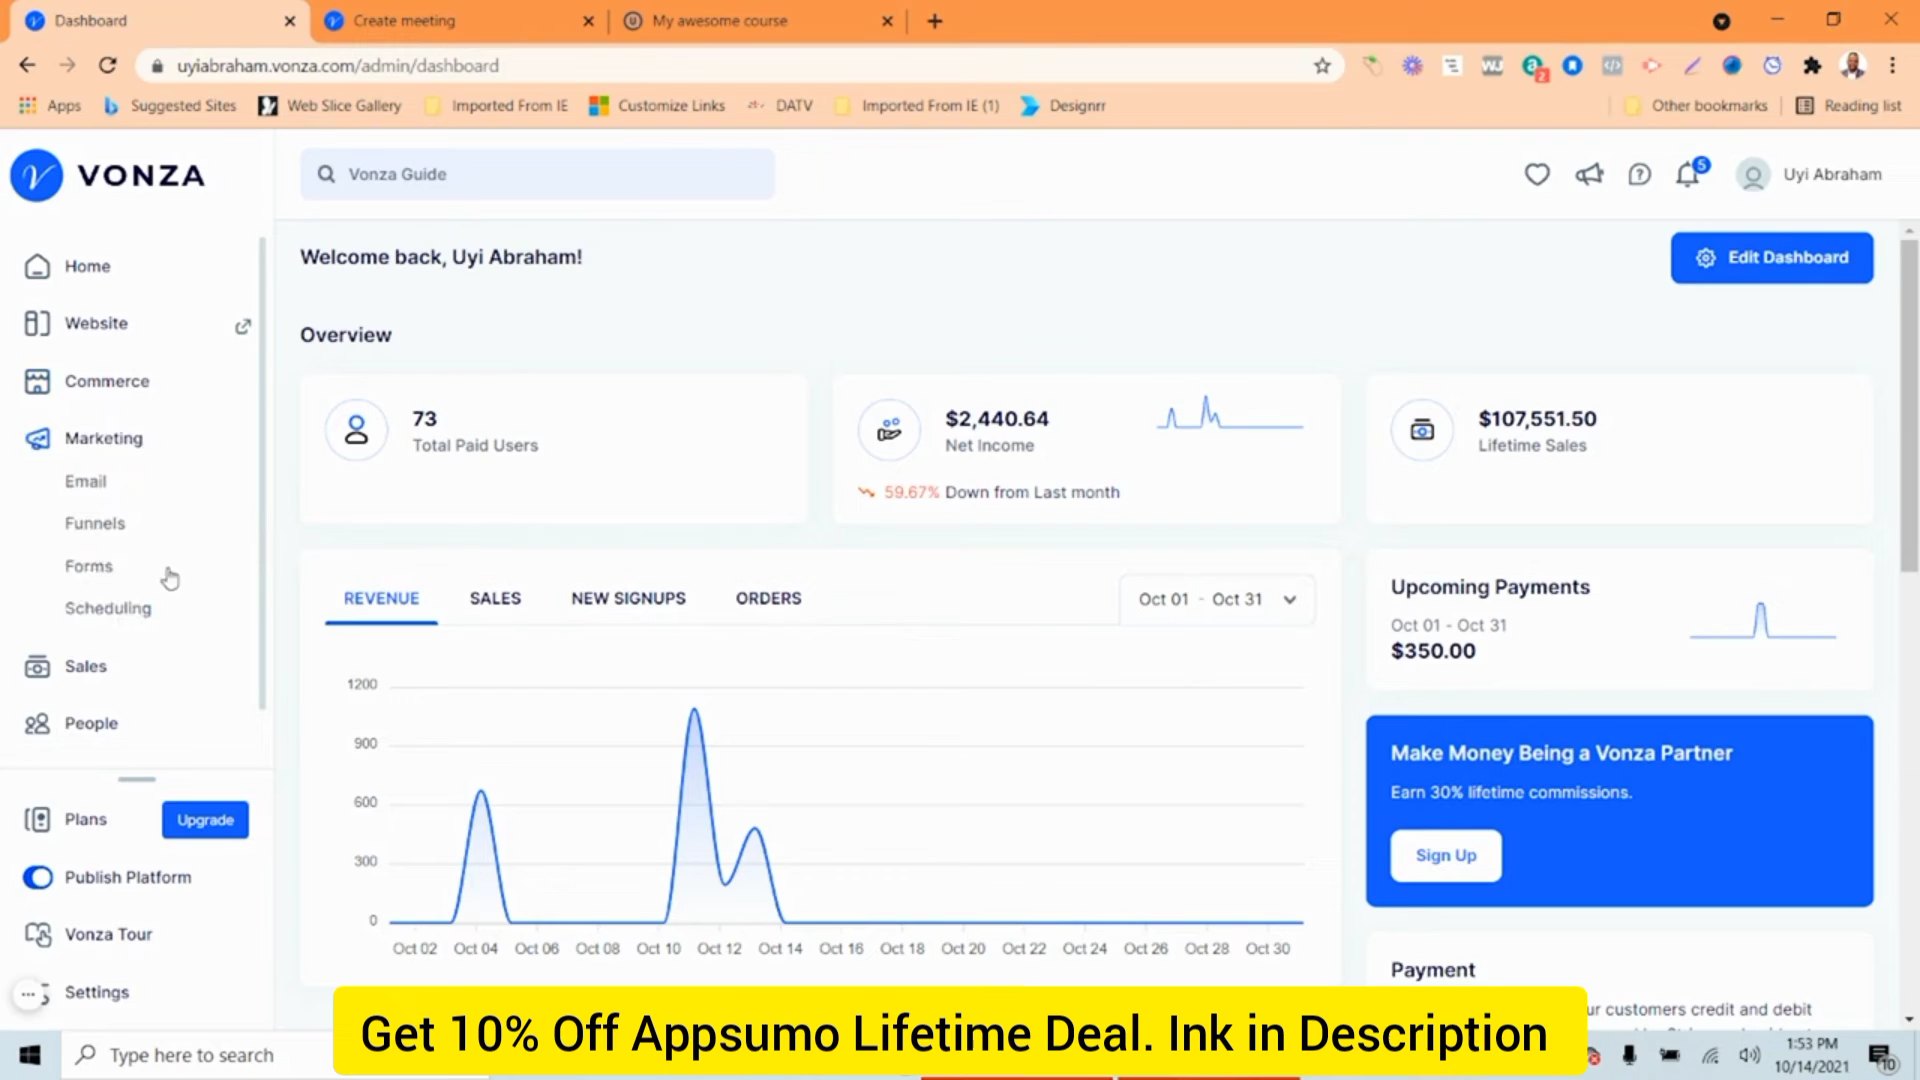 Dashboard
Create meeting
My awesome course
uyiabraham.vonza.com/admin/dashboard
Apps
Suggested Sites
Web Slice Gallery
Imported From IE
Customize Links
DATV
Imported From IE (1)
Designrr
Other bookmarks
Reading list
VONZA
Vonza Guide
5
Uyi Abraham
Home
Website
Commerce
Marketing
Email
Funnels
Forms
Scheduling
Sales
People
Plans
Upgrade
Publish Platform
Vonza Tour
Settings
Welcome back, Uyi Abraham!
Edit Dashboard
Overview
73
Total Paid Users
$2,440.64
Net Income
59.67% Down from Last month
$107,551.50
Lifetime Sales
REVENUE
SALES
NEW SIGNUPS
ORDERS
Oct 01 - Oct 31
1200
900
600
300
0
Oct 02 Oct 04 Oct 06 Oct 08 Oct 10 Oct 12 Oct 14 Oct 16 Oct 18 Oct 20 Oct 22 Oct 24 Oct 26 Oct 28 Oct 30
Upcoming Payments
Oct 01 - Oct 31
$350.00
Make Money Being a Vonza Partner
Earn 30% lifetime commissions.
Sign Up
Payment
ur customers credit and debit
Get 10% Off Appsumo Lifetime Deal. Ink in Description
Type here to search
1:53 PM
10/14/2021
10